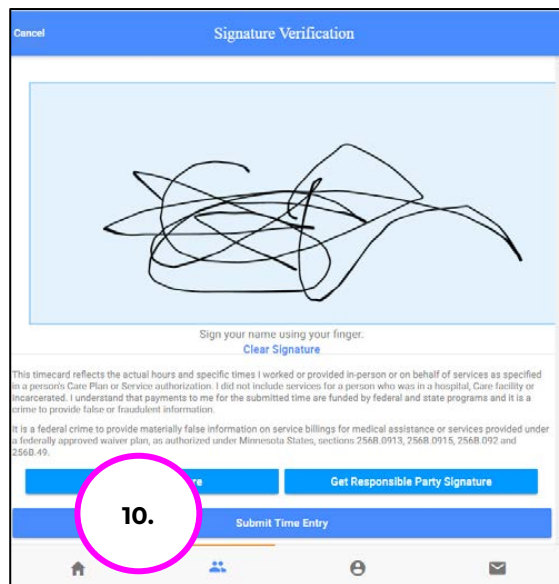 Cancel
Signature Verification
Sign your name using your finger.
Clear Signature
This timecard reflects the actual hours and specific times I worked or provided in-person or on behalf of services as specified
in a person's Care Plan or Service authorization. I did not include services for a person who was in a hospital, Care facility or
Incarcerated. I understand that payments to me for the submitted time are funded by federal and state programs and it is a
crime to provide false or fraudulent information.
It is a federal crime to provide materially false information on service billings for medical assistance or services provided under
a federally approved waiver plan, as authorized under Minnesota States, sections 256B.0913, 256B.0915, 256B.092 and
256B.49.
Get Responsible Party Signature
10.
Submit Time Entry